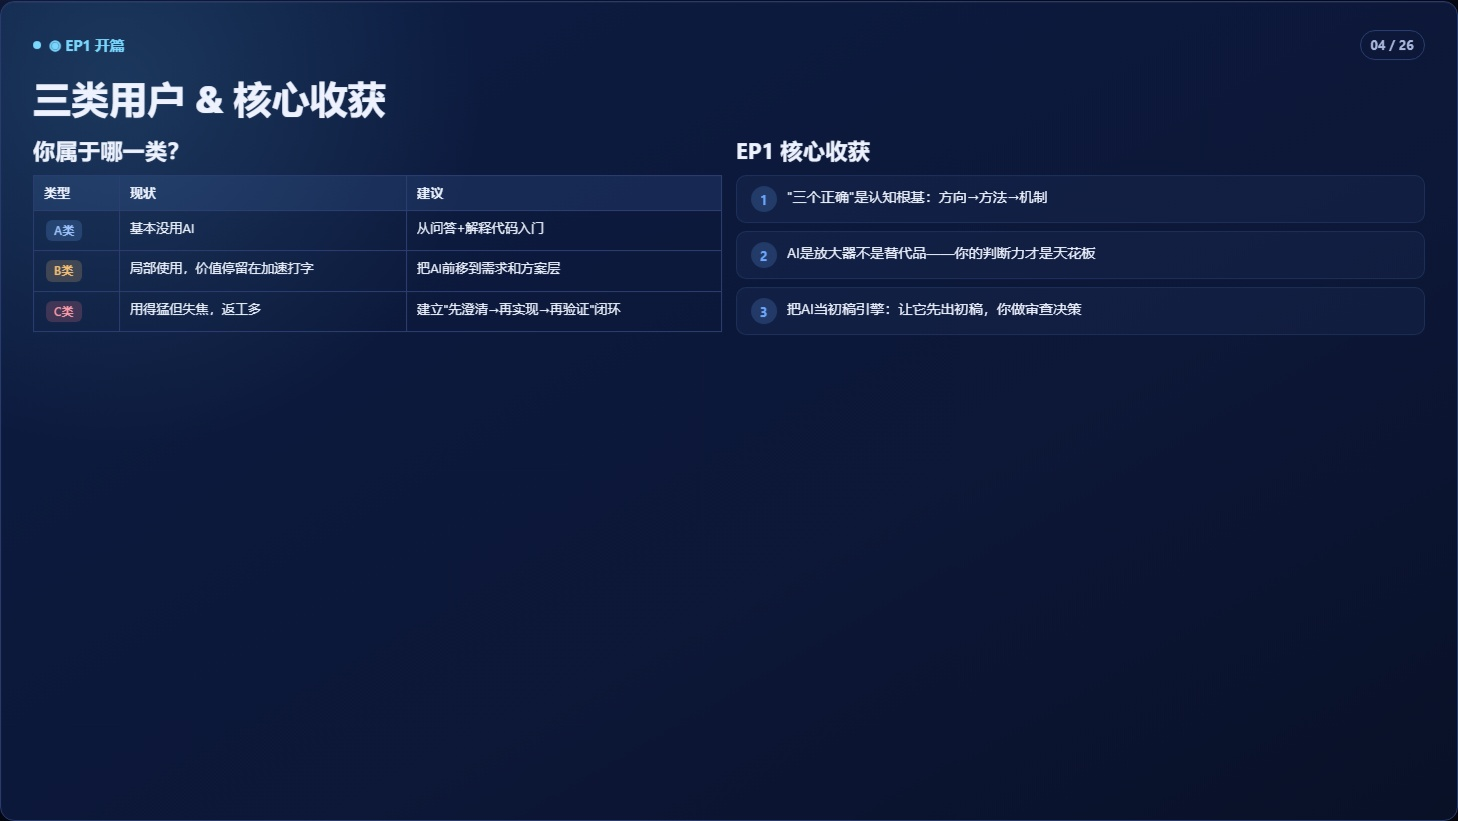 EP1 开篇
04 / 26
三类用户 & 核心收获
你属于哪一类？
类型 现状 建议
A类 基本没用AI 从问答+解释代码入门
B类 局部使用，价值停留在加速打字 把AI前移到需求和方案层
C类 用得猛但失焦，返工多 建立"先澄清→再实现→再验证"闭环
EP1 核心收获
1 "三个正确"是认知根基：方向→方法→机制
2 AI是放大器不是替代品——你的判断力才是天花板
3 把AI当初稿引擎：让它先出初稿，你做审查决策